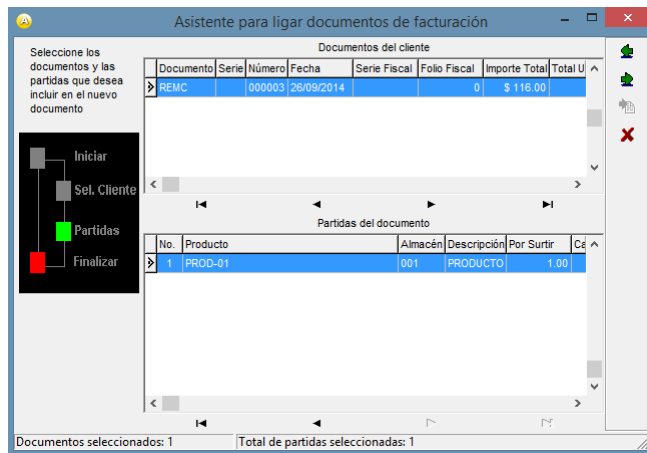 Asistente para ligar documentos de facturación
Seleccione los
documentos y las
partidas que desea
incluir en el nuevo
documento
Iniciar
Sel. Cliente
Partidas
Finalizar
Documentos del cliente
Documento Serie Número Fecha Serie Fiscal Folio Fiscal Importe Total Total U
REMC 000003 26/09/2014 0 $ 116.00
Partidas del documento
No. Producto Almacén Descripción Por Surtir Ca
1 PROD-01 001 PRODUCTO 1.00
Documentos seleccionados: 1 Total de partidas seleccionadas: 1